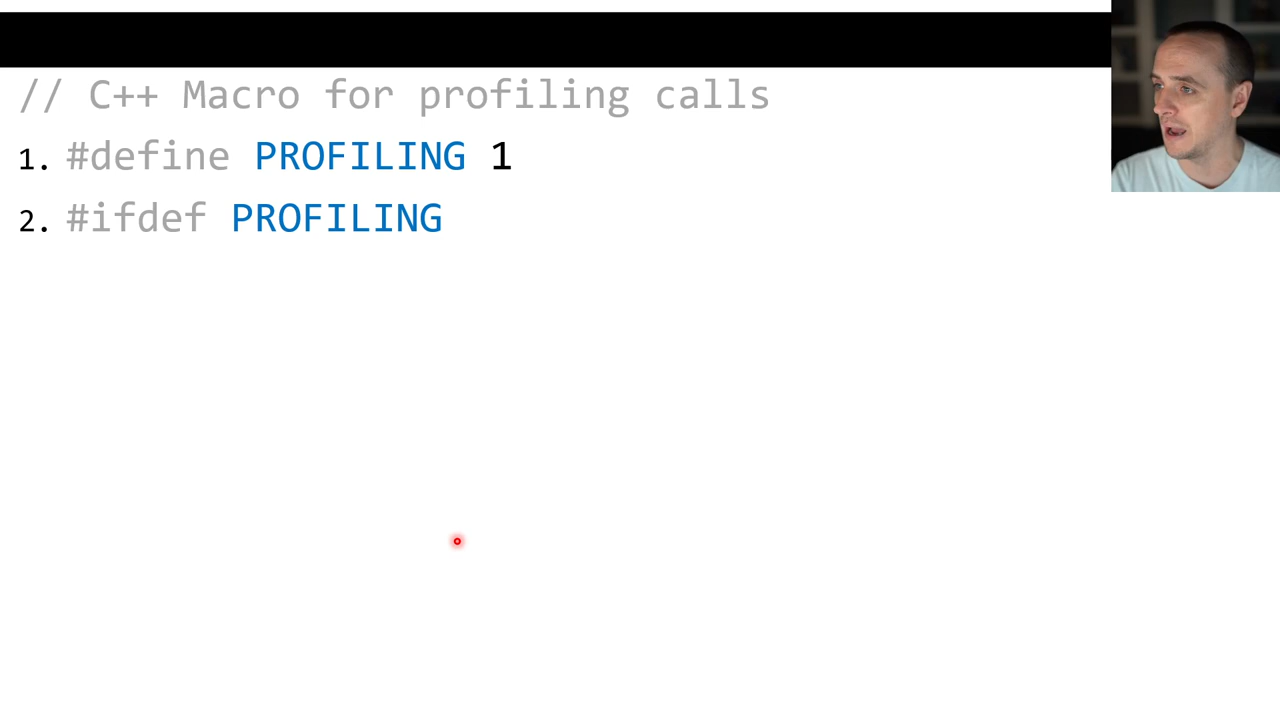 // C++ Macro for profiling calls
1. #define PROFILING 1
2. #ifdef PROFILING